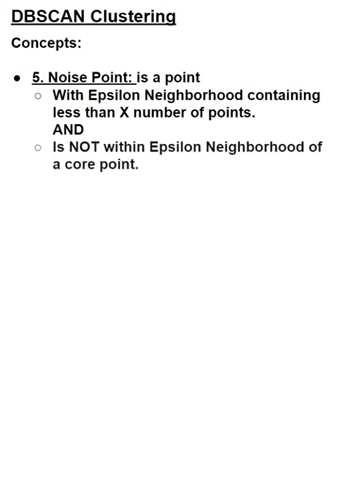 DBSCAN Clustering
Concepts:
● 5. Noise Point: is a point
○ With Epsilon Neighborhood containing
less than X number of points.
AND
○ Is NOT within Epsilon Neighborhood of
a core point.